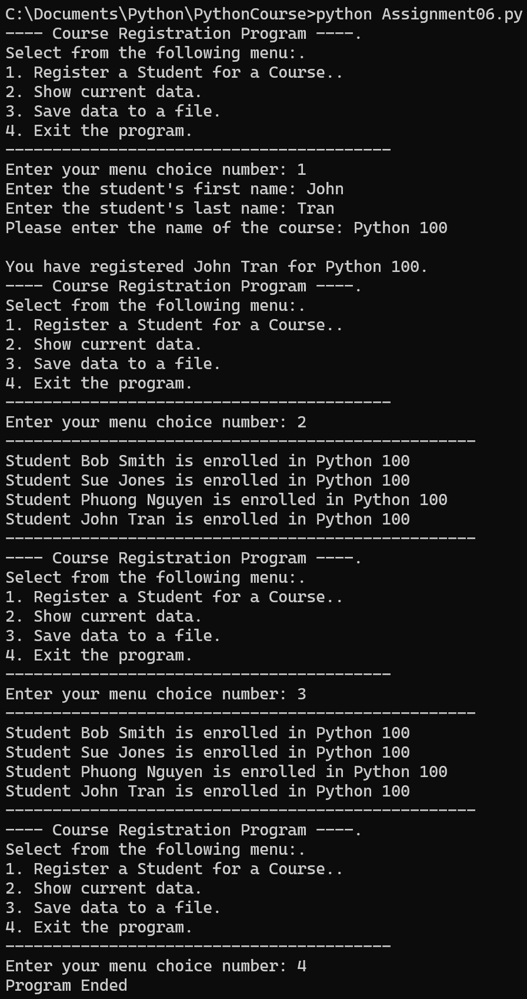 C:\Documents\Python\PythonCourse>python Assignment06.py
---- Course Registration Program ----.
Select from the following menu:.
1. Register a Student for a Course..
2. Show current data.
3. Save data to a file.
4. Exit the program.
-----------------------------------------
Enter your menu choice number: 1
Enter the student's first name: John
Enter the student's last name: Tran
Please enter the name of the course: Python 100

You have registered John Tran for Python 100.
---- Course Registration Program ----.
Select from the following menu:.
1. Register a Student for a Course..
2. Show current data.
3. Save data to a file.
4. Exit the program.
-----------------------------------------
Enter your menu choice number: 2
--------------------------------------------------
Student Bob Smith is enrolled in Python 100
Student Sue Jones is enrolled in Python 100
Student Phuong Nguyen is enrolled in Python 100
Student John Tran is enrolled in Python 100
--------------------------------------------------
---- Course Registration Program ----.
Select from the following menu:.
1. Register a Student for a Course..
2. Show current data.
3. Save data to a file.
4. Exit the program.
-----------------------------------------
Enter your menu choice number: 3
--------------------------------------------------
Student Bob Smith is enrolled in Python 100
Student Sue Jones is enrolled in Python 100
Student Phuong Nguyen is enrolled in Python 100
Student John Tran is enrolled in Python 100
--------------------------------------------------
---- Course Registration Program ----.
Select from the following menu:.
1. Register a Student for a Course..
2. Show current data.
3. Save data to a file.
4. Exit the program.
-----------------------------------------
Enter your menu choice number: 4
Program Ended